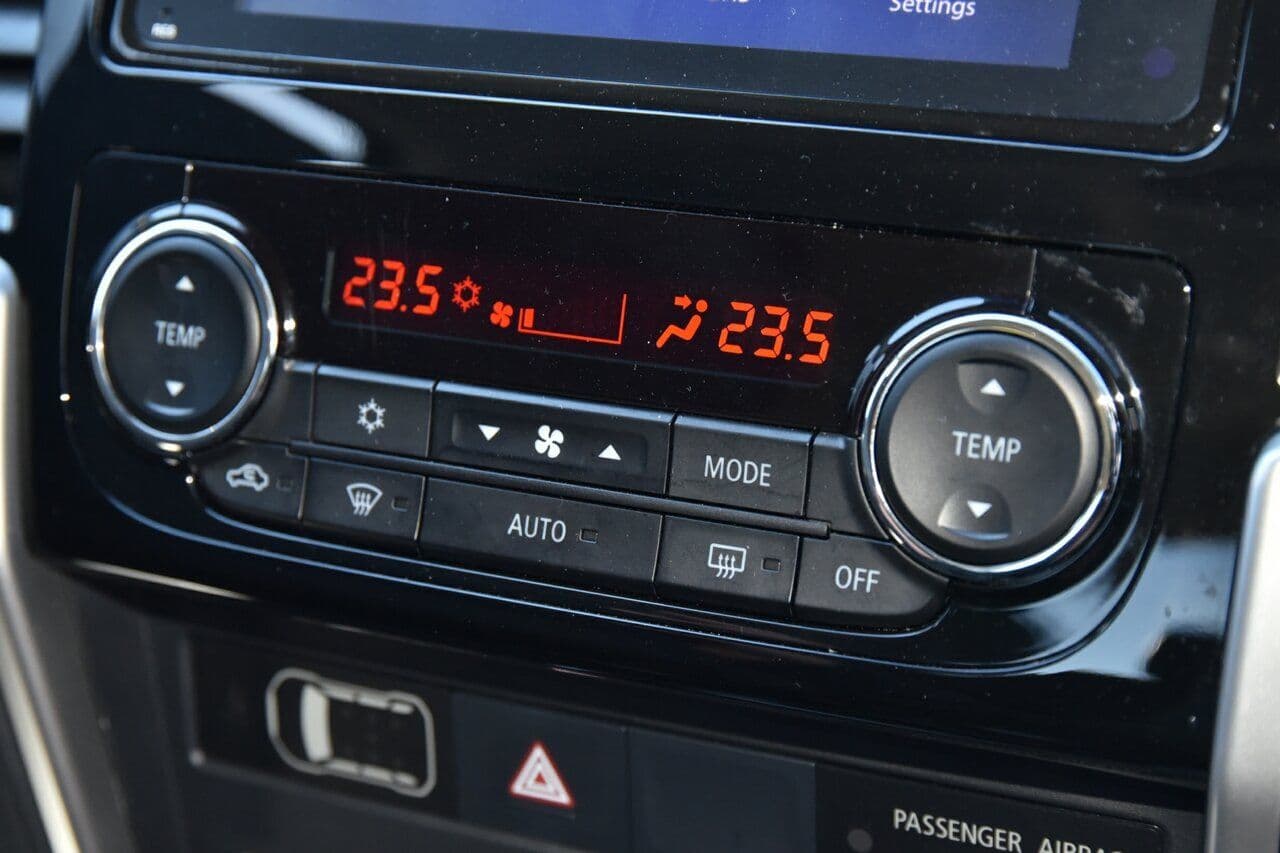 Settings
23.5
23.5
TEMP
TEMP
MODE
AUTO
OFF
PASSENGER